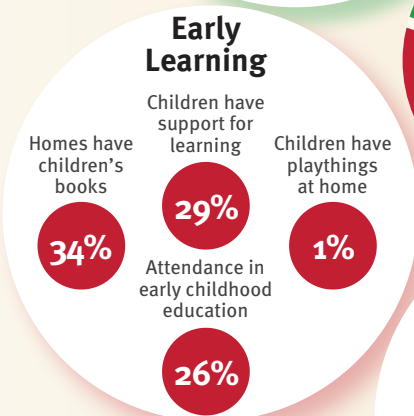 Early
Learning
Children have
support for
learning
29%
Homes have
children's
books
34%
Children have
playthings
at home
1%
Attendance in
early childhood
education
26%